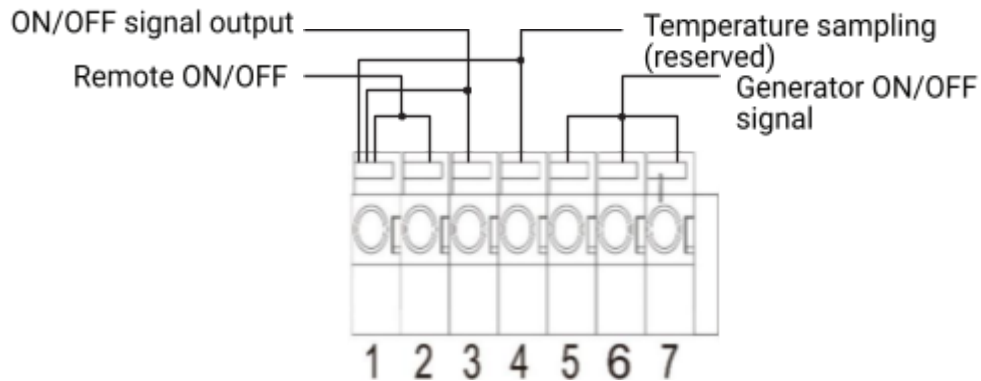 ON/OFF signal output
Remote ON/OFF
Temperature sampling
(reserved)
Generator ON/OFF
signal
1 2 3 4 5 6 7